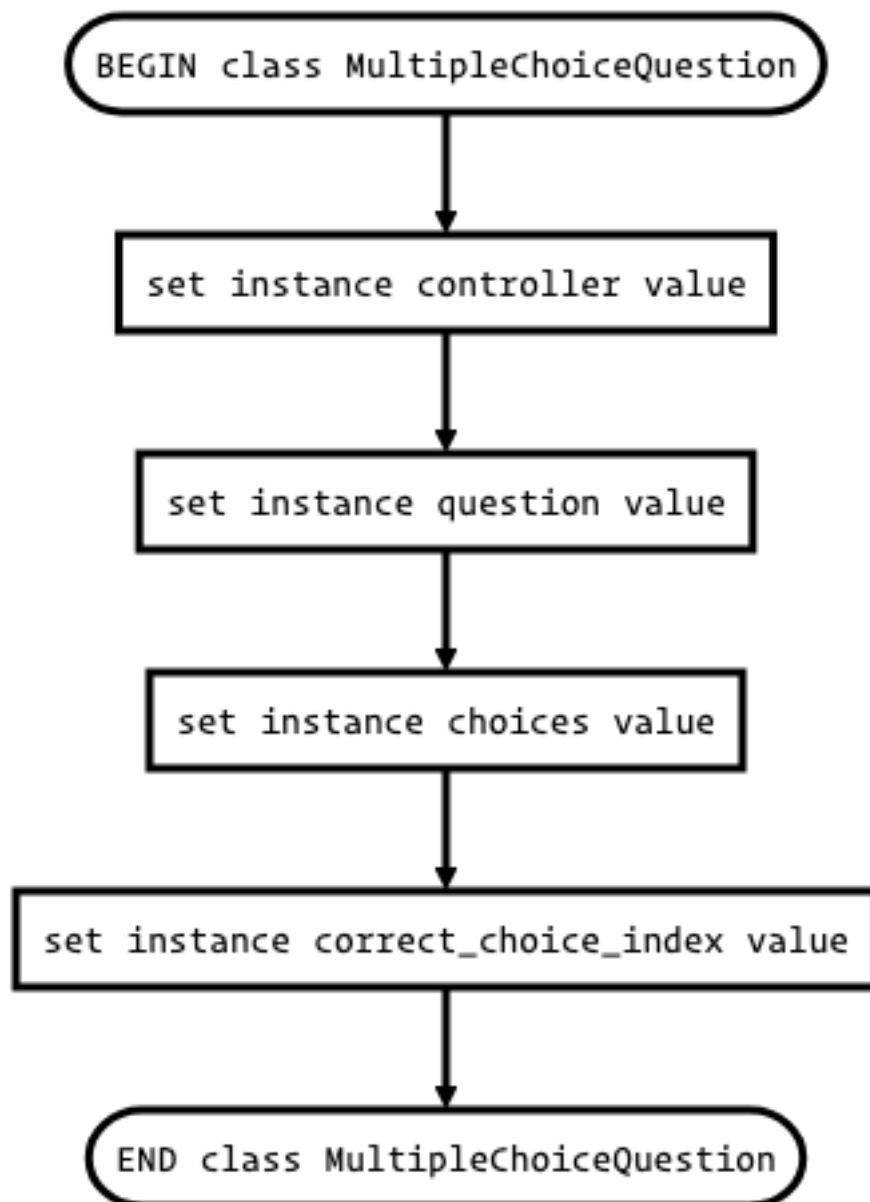 BEGIN class MultipleChoiceQuestion
set instance controller value
set instance question value
set instance choices value
set instance correct_choice_index value
END class MultipleChoiceQuestion